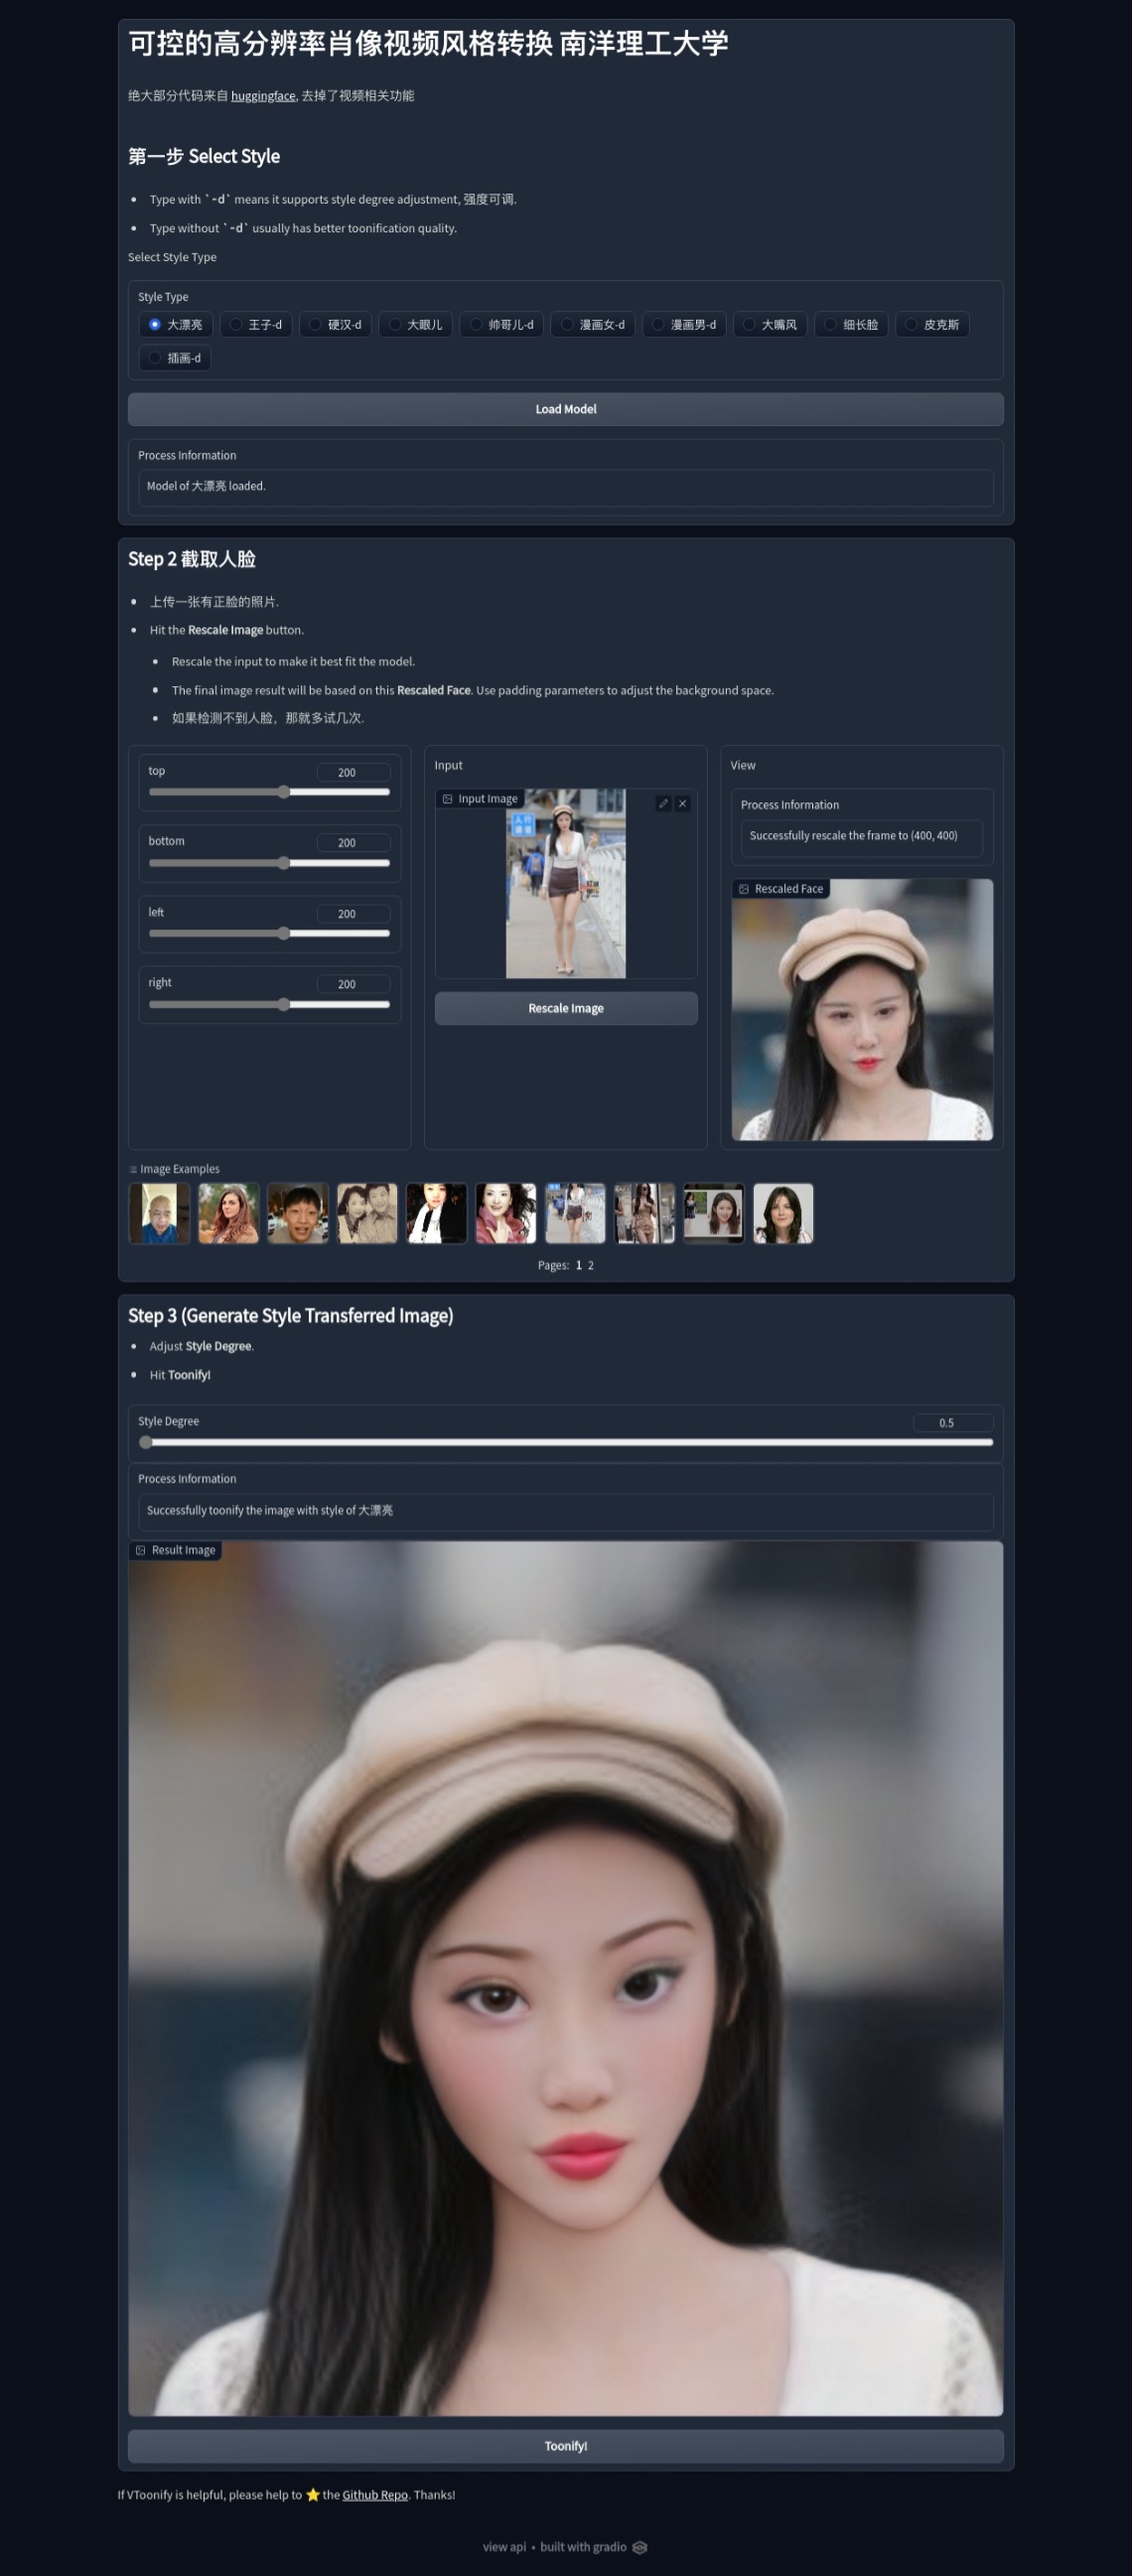 可控的高分辨率肖像视频风格转换 南洋理工大学
绝大部分代码来自 huggingface, 去掉了视频相关功能
第一步 Select Style
Type with `-d` means it supports style degree adjustment, 强度可调.
Type without `-d` usually has better toonification quality.
Select Style Type
Style Type
大漂亮 王子-d 硬汉-d 大眼儿 帅哥儿-d 漫画女-d 漫画男-d 大嘴风 细长脸 皮克斯
插画-d
Load Model
Process Information
Model of 大漂亮 loaded.
Step 2 截取人脸
上传一张有正脸的照片.
Hit the Rescale Image button.
Rescale the input to make it best fit the model.
The final image result will be based on this Rescaled Face. Use padding parameters to adjust the background space.
如果检测不到人脸，那就多试几次.
top 200
bottom 200
left 200
right 200
Input
Input Image
人行
Rescale Image
View
Process Information
Successfully rescale the frame to (400, 400)
Rescaled Face
Image Examples
Pages: 1 2
Step 3 (Generate Style Transferred Image)
Adjust Style Degree.
Hit Toonify!
Style Degree 0.5
Process Information
Successfully toonify the image with style of 大漂亮
Result Image
Toonify!
If VToonify is helpful, please help to ⭐ the Github Repo. Thanks!
view api • built with gradio